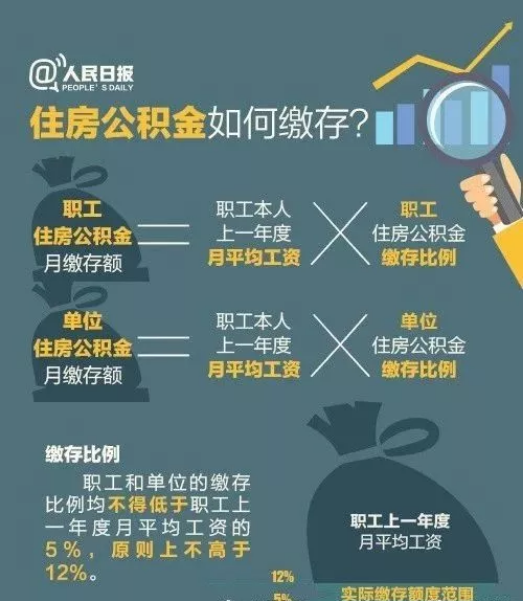 @人民日报
PEOPLE'S DAILY
住房公积金如何缴存?
职工
住房公积金
月缴存额
职工本人
上一年度
月平均工资
职工
住房公积金
缴存比例
单位
住房公积金
月缴存额
职工本人
上一年度
月平均工资
单位
住房公积金
缴存比例
缴存比例
职工和单位的缴存
比例均不得低于职工上
一年度月平均工资的
5%，原则上不高于
12%。
职工上一年度
月平均工资
12%
5%
实际缴存额度范围